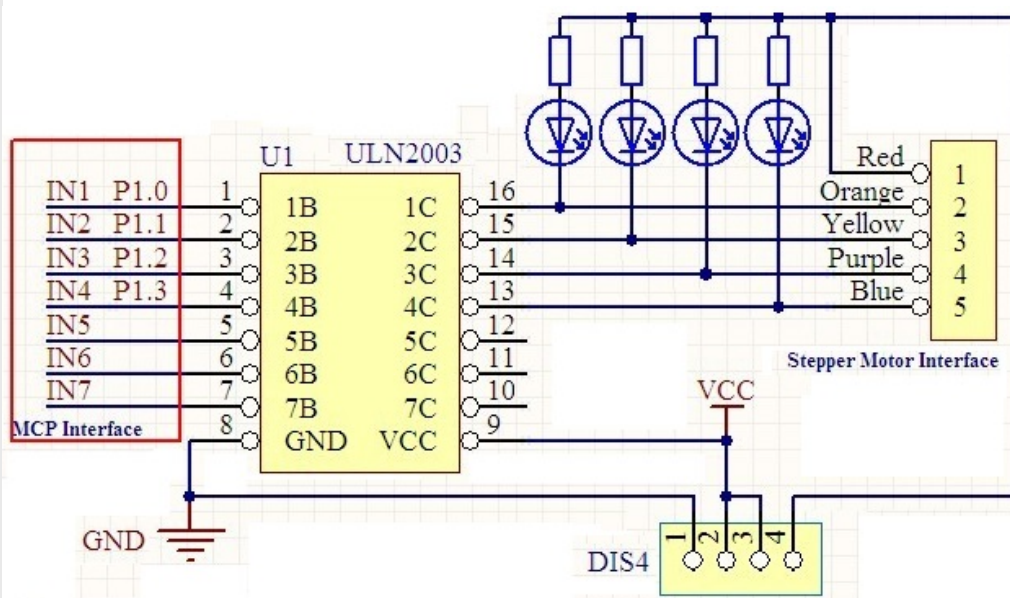 U1 ULN2003
IN1 P1.0 1 1B 1C 16
IN2 P1.1 2 2B 2C 15
IN3 P1.2 3 3B 3C 14
IN4 P1.3 4 4B 4C 13
IN5 5 5B 5C 12
IN6 6 6B 6C 11
IN7 7 7B 7C 10
MCP Interface
8 GND VCC 9
Red 1
Orange 2
Yellow 3
Purple 4
Blue 5
Stepper Motor Interface
VCC
GND
DIS4
1 2 3 4